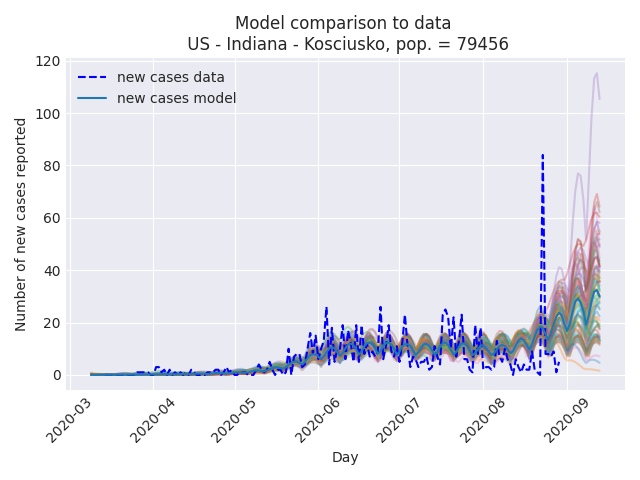 Model comparison to data
US - Indiana - Kosciusko, pop. = 79456
new cases data
new cases model
Number of new cases reported
120
100
80
60
40
20
0
2020-03
2020-04
2020-05
2020-06
2020-07
2020-08
2020-09
Day